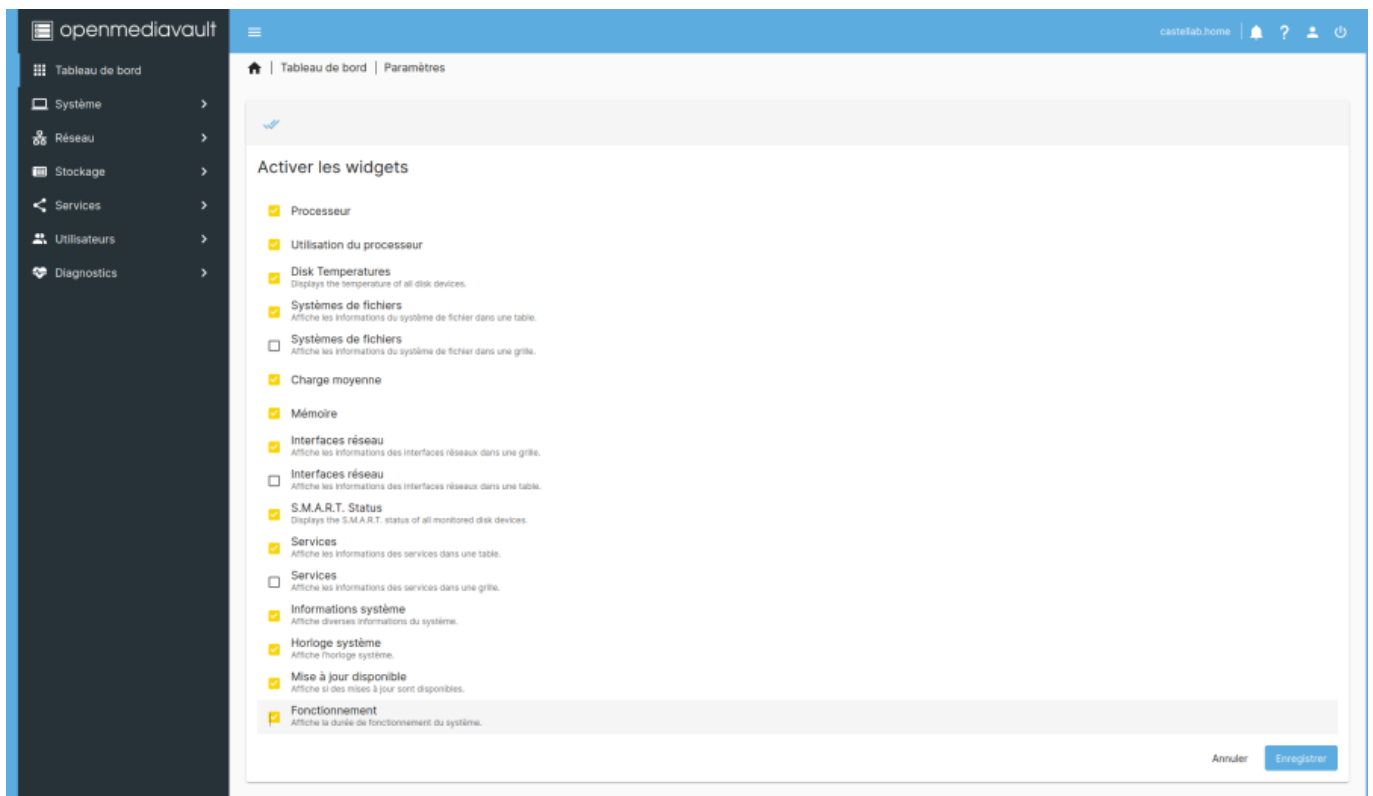 openmediavault
castellab.home
?
Tableau de bord
Système
Réseau
Stockage
Services
Utilisateurs
Diagnostics
| Tableau de bord | Paramètres
Activer les widgets
Processeur
Utilisation du processeur
Disk Temperatures
Displays the temperature of all disk devices.
Systèmes de fichiers
Affiche les informations du système de fichier dans une table.
Systèmes de fichiers
Affiche les informations du système de fichier dans une grille.
Charge moyenne
Mémoire
Interfaces réseau
Affiche les informations des interfaces réseaux dans une grille.
Interfaces réseau
Affiche les informations des interfaces réseaux dans une table.
S.M.A.R.T. Status
Displays the S.M.A.R.T. status of all monitored disk devices.
Services
Affiche les informations des services dans une table.
Services
Affiche les informations des services dans une grille.
Informations système
Affiche diverses informations du système.
Horloge système
Affiche l'horloge système.
Mise à jour disponible
Affiche si des mises à jour sont disponibles.
Fonctionnement
Affiche la durée de fonctionnement du système.
Annuler
Enregistrer